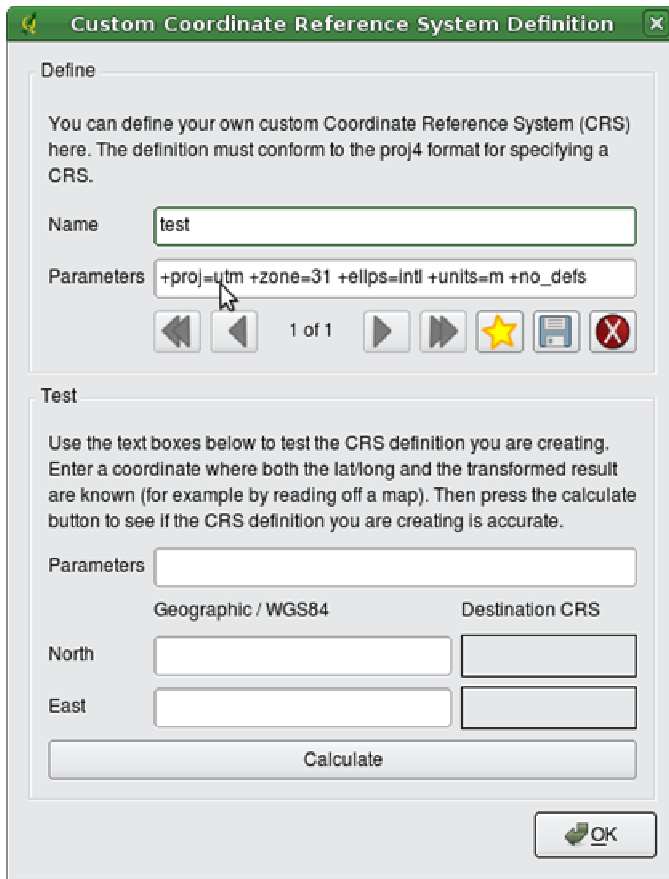 Custom Coordinate Reference System Definition
Define
You can define your own custom Coordinate Reference System (CRS)
here. The definition must conform to the proj4 format for specifying a
CRS.
Name test
Parameters +proj=utm +zone=31 +ellps=intl +units=m +no_defs
1 of 1
Test
Use the text boxes below to test the CRS definition you are creating.
Enter a coordinate where both the lat/long and the transformed result
are known (for example by reading off a map). Then press the calculate
button to see if the CRS definition you are creating is accurate.
Parameters
Geographic / WGS84 Destination CRS
North
East
Calculate
OK